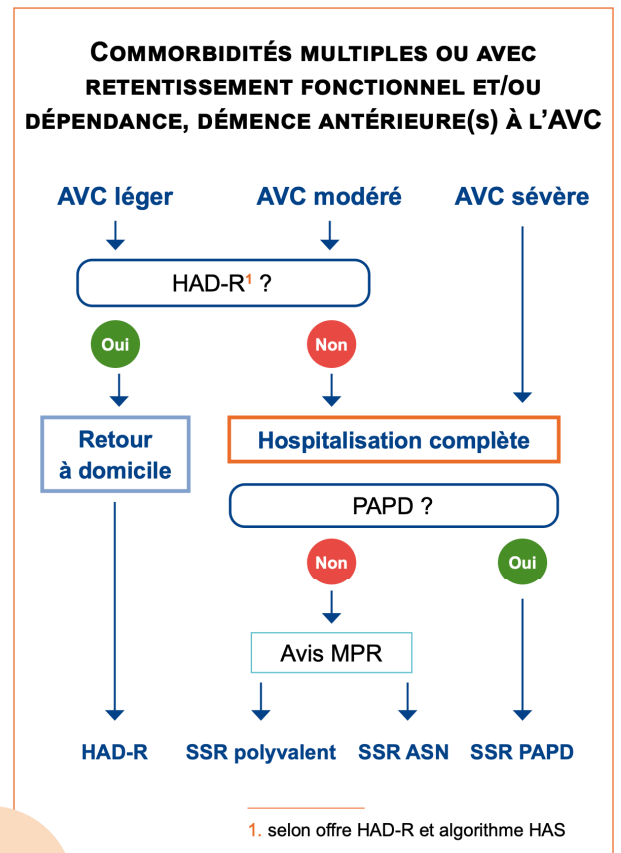 COMMORBIDITÉS MULTIPLES OU AVEC
RETENTISSEMENT FONCTIONNEL ET/OU
DÉPENDANCE, DÉMENCE ANTÉRIEURE(S) À L'AVC
AVC léger AVC modéré AVC sévère
HAD-R¹ ?
Oui Non
Retour
à domicile
Hospitalisation complète
PAPD ?
Non Oui
Avis MPR
HAD-R SSR polyvalent SSR ASN SSR PAPD
1. selon offre HAD-R et algorithme HAS